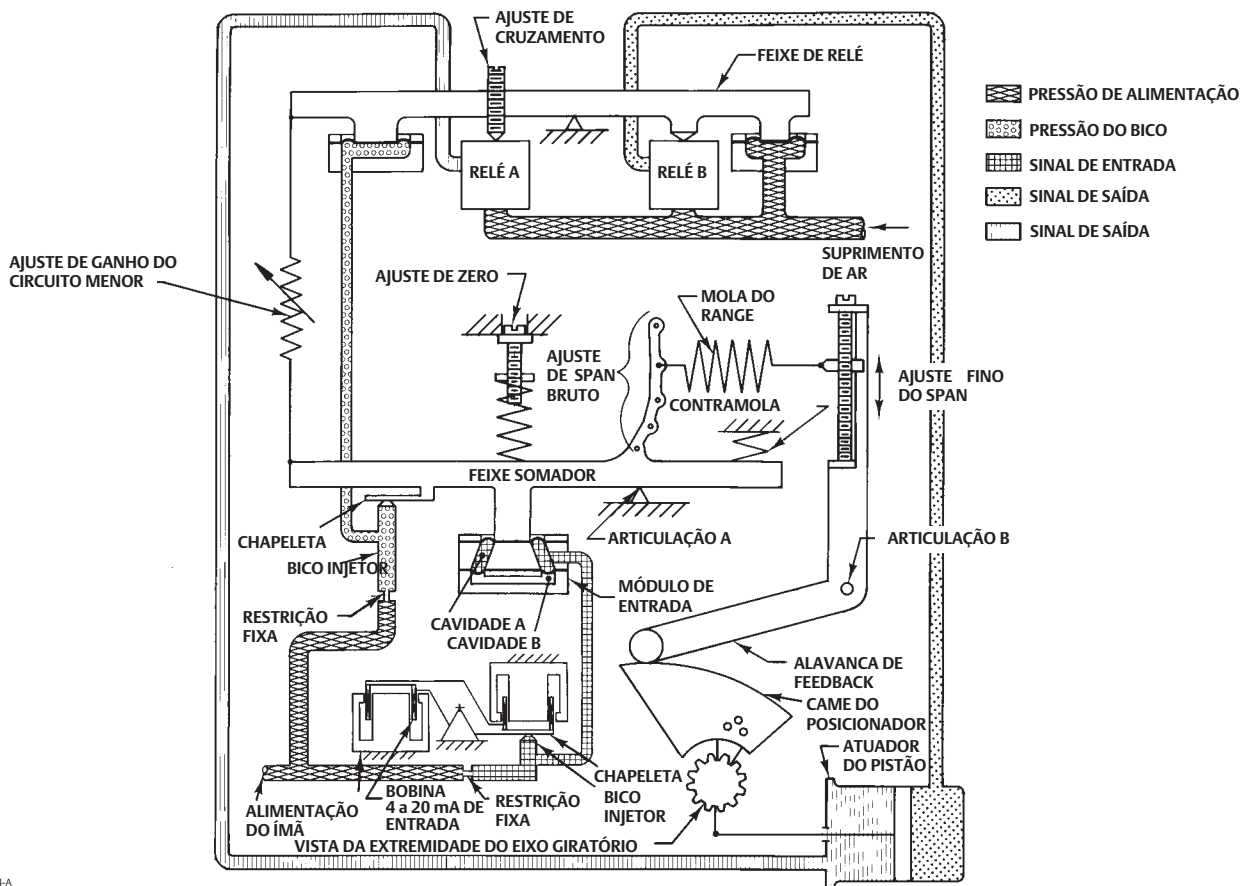 AJUSTE DE
CRUZAMENTO
FEIXE DE RELÉ
PRESSÃO DE ALIMENTAÇÃO
PRESSÃO DO BICO
SINAL DE ENTRADA
SINAL DE SAÍDA
SINAL DE SAÍDA
RELÉ A
RELÉ B
SUPRIMENTO
DE AR
AJUSTE DE GANHO DO
CIRCUITO MENOR
AJUSTE DE ZERO
MOLA DO
RANGE
AJUSTE
DE SPAN
BRUTO
CONTRAMOLA
AJUSTE FINO
DO SPAN
FEIXE SOMADOR
CHAPELETA
BICO INJETOR
ARTICULAÇÃO A
ARTICULAÇÃO B
MÓDULO DE
ENTRADA
RESTRIÇÃO
FIXA
CAVIDADE A
CAVIDADE B
ALAVANCA DE
FEEDBACK
CAME DO
POSICIONADOR
ATUADOR
DO PISTÃO
CHAPELETA
BICO
INJETOR
ALIMENTAÇÃO
DO ÍMÃ
BOBINA
4 a 20 mA DE
ENTRADA
RESTRIÇÃO
FIXA
VISTA DA EXTREMIDADE DO EIXO GIRATÓRIO